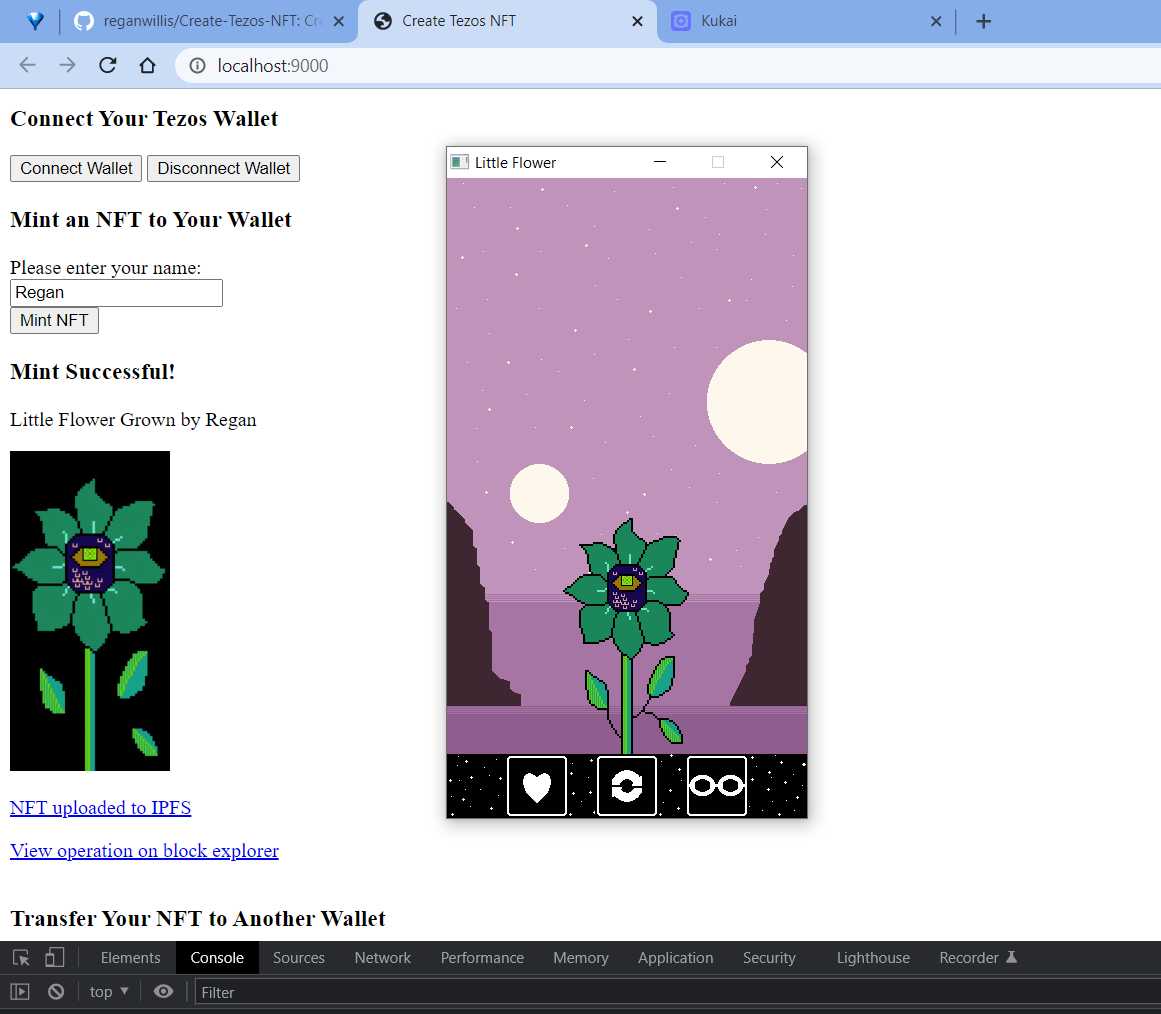 reganwillis/Create-Tezos-NFT: Cre
Create Tezos NFT
Kukai
localhost:9000
Connect Your Tezos Wallet
Connect Wallet Disconnect Wallet
Mint an NFT to Your Wallet
Please enter your name:
Regan
Mint NFT
Mint Successful!
Little Flower Grown by Regan
NFT uploaded to IPFS
View operation on block explorer
Transfer Your NFT to Another Wallet
Little Flower
Elements Console Sources Network Performance Memory Application Security Lighthouse Recorder
top Filter